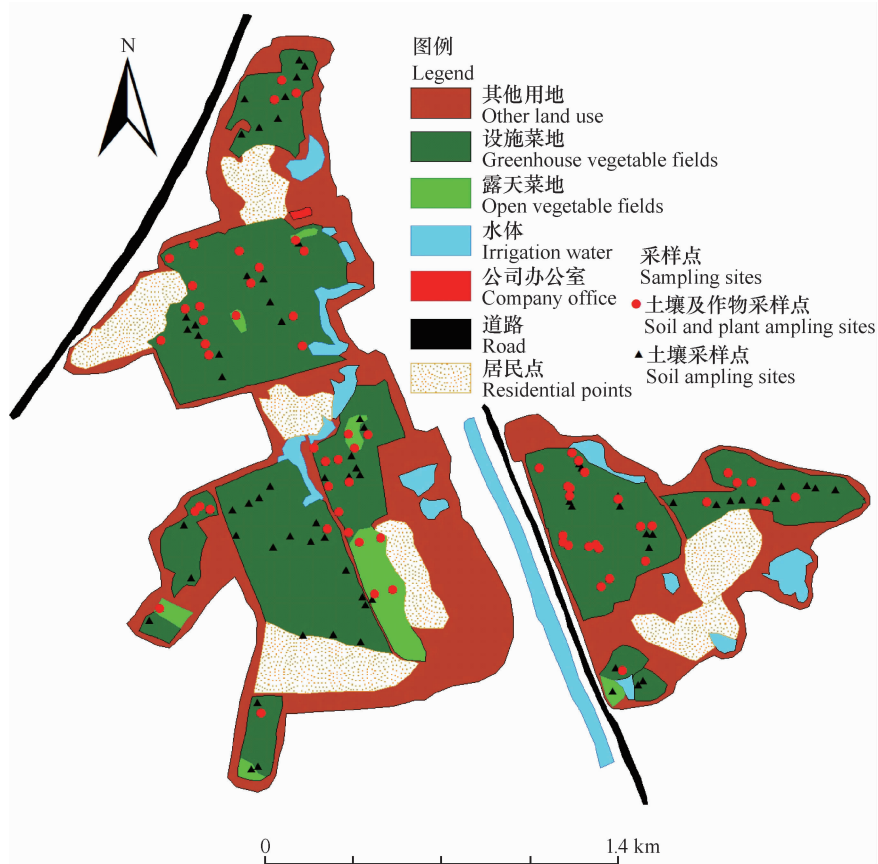 N
图例
Legend
其他用地
Other land use
设施菜地
Greenhouse vegetable fields
露天菜地
Open vegetable fields
水体
Irrigation water
公司办公室
Company office
道路
Road
居民点
Residential points
采样点
Sampling sites
土壤及作物采样点
Soil and plant ampling sites
土壤采样点
Soil ampling sites
0
1.4 km